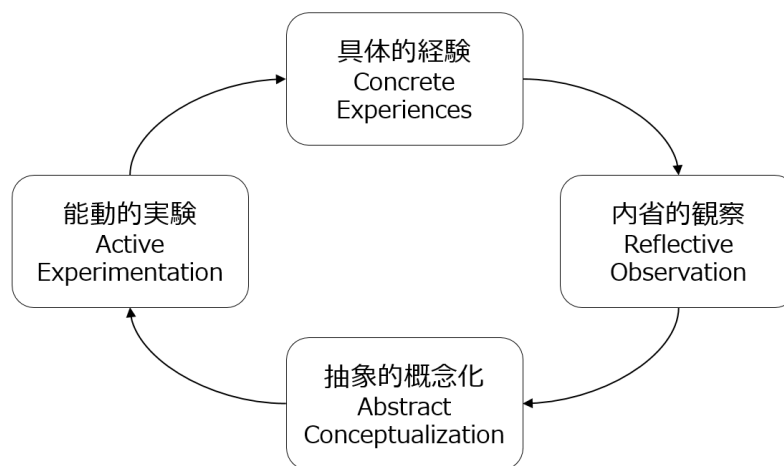 具体的経験
Concrete
Experiences
能動的実験
Active
Experimentation
内省的観察
Reflective
Observation
抽象的概念化
Abstract
Conceptualization